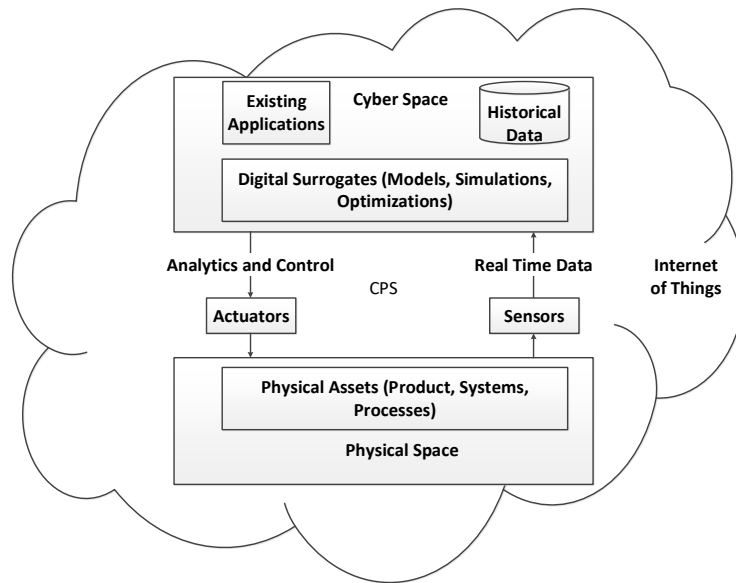 Existing
Applications
Cyber Space
Historical
Data
Digital Surrogates (Models, Simulations,
Optimizations)
Analytics and Control
Real Time Data
Internet
of Things
CPS
Actuators
Sensors
Physical Assets (Product, Systems,
Processes)
Physical Space